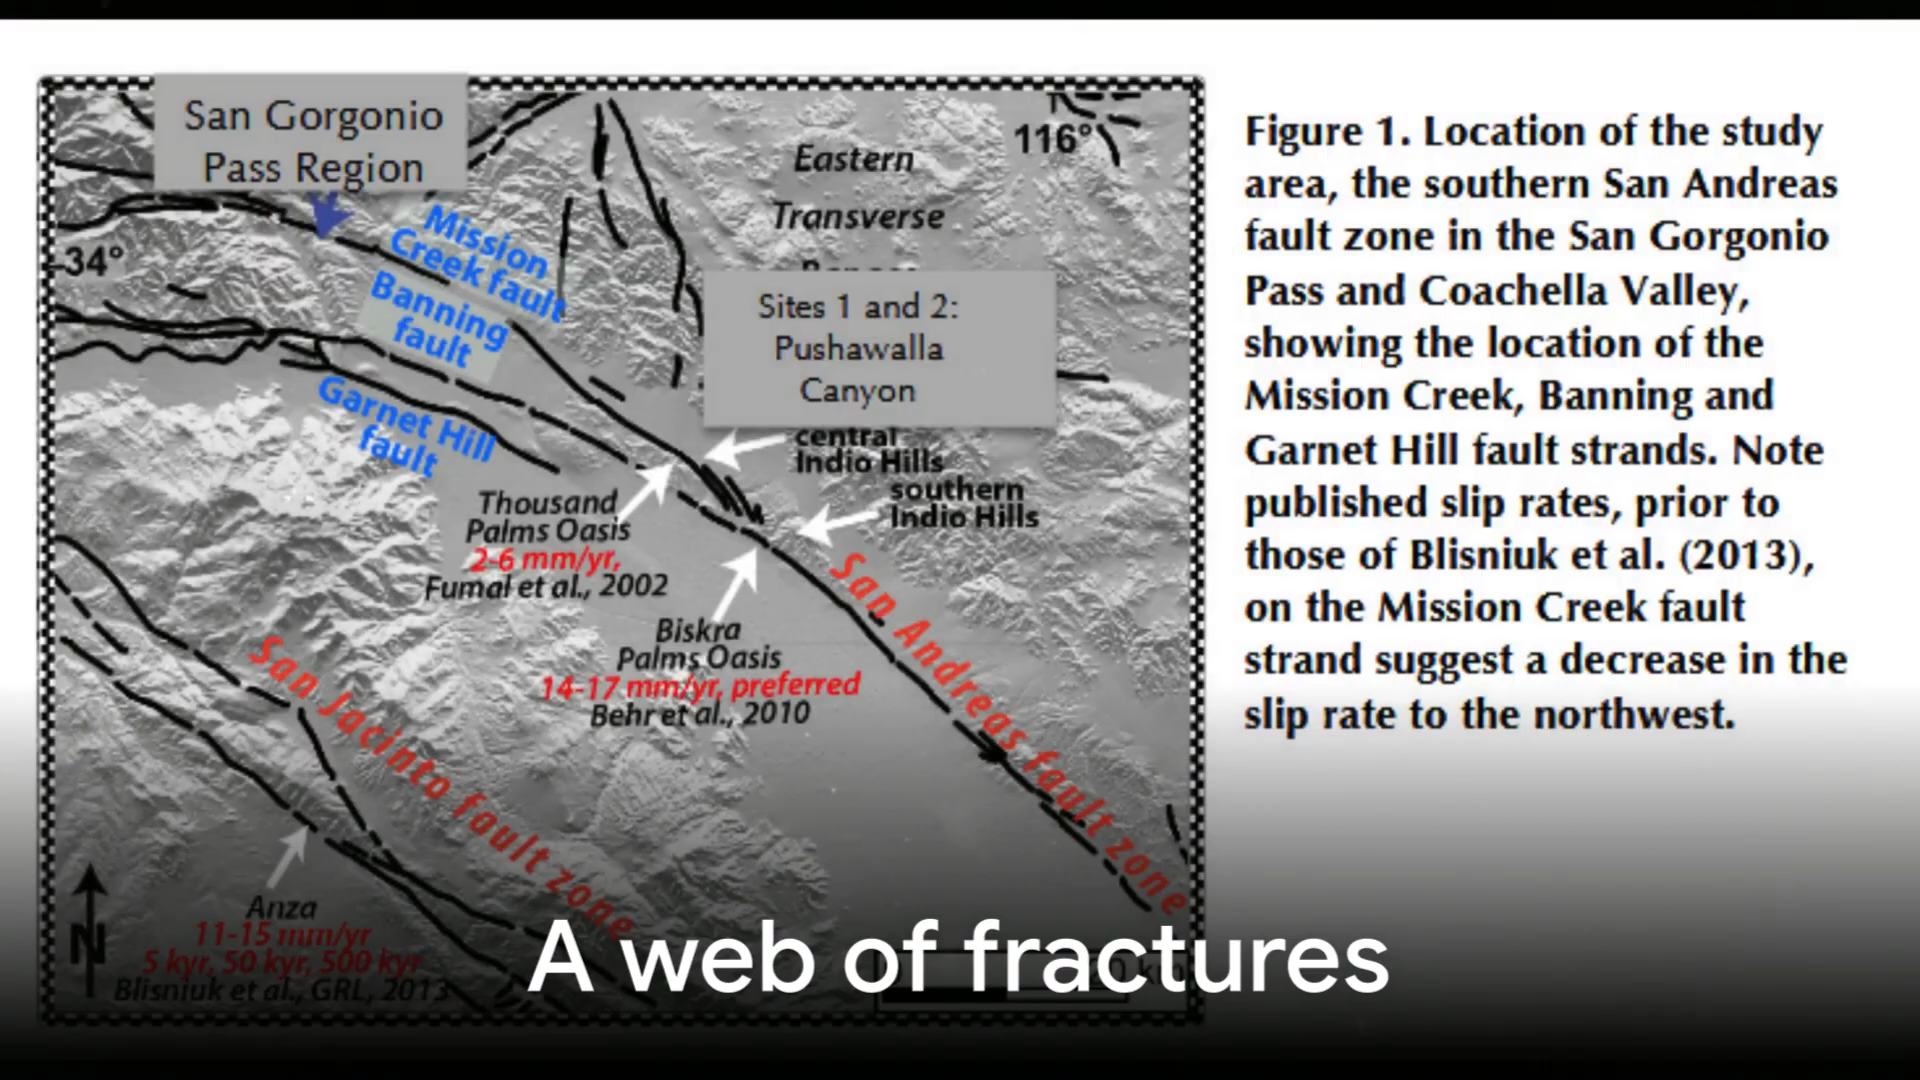 San Gorgonio
Pass Region
116°
Eastern
Transverse
34°
Mission
Creek fault
Banning
fault
Garnet Hill
fault
Sites 1 and 2:
Pushawalla
Canyon
central
Indio Hills
southern
Indio Hills
Thousand
Palms Oasis
2-6 mm/yr,
Fumal et al., 2002
Biskra
Palms Oasis
14-17 mm/yr, preferred
Behr et al., 2010
San Andreas fault zone
San Jacinto fault zone
Anza
11-15 mm/yr
5 kyr, 50 kyr, 500 kyr
Blisniuk et al., GRL, 2013
N
Figure 1. Location of the study
area, the southern San Andreas
fault zone in the San Gorgonio
Pass and Coachella Valley,
showing the location of the
Mission Creek, Banning and
Garnet Hill fault strands. Note
published slip rates, prior to
those of Blisniuk et al. (2013),
on the Mission Creek fault
strand suggest a decrease in the
slip rate to the northwest.
A web of fractures